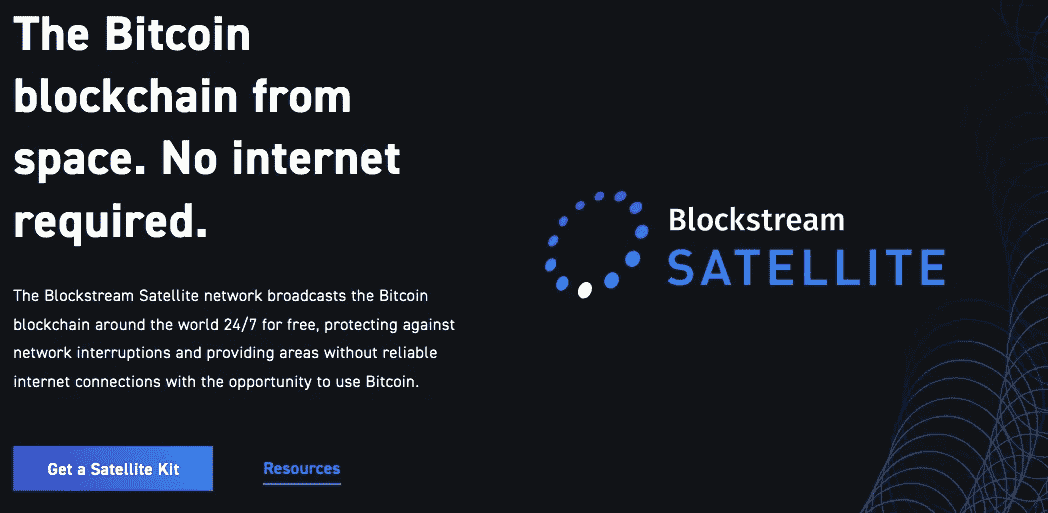 The Bitcoin
blockchain from
space. No internet
required.
The Blockstream Satellite network broadcasts the Bitcoin
blockchain around the world 24/7 for free, protecting against
network interruptions and providing areas without reliable
internet connections with the opportunity to use Bitcoin.
Get a Satellite Kit
Resources
Blockstream
SATELLITE